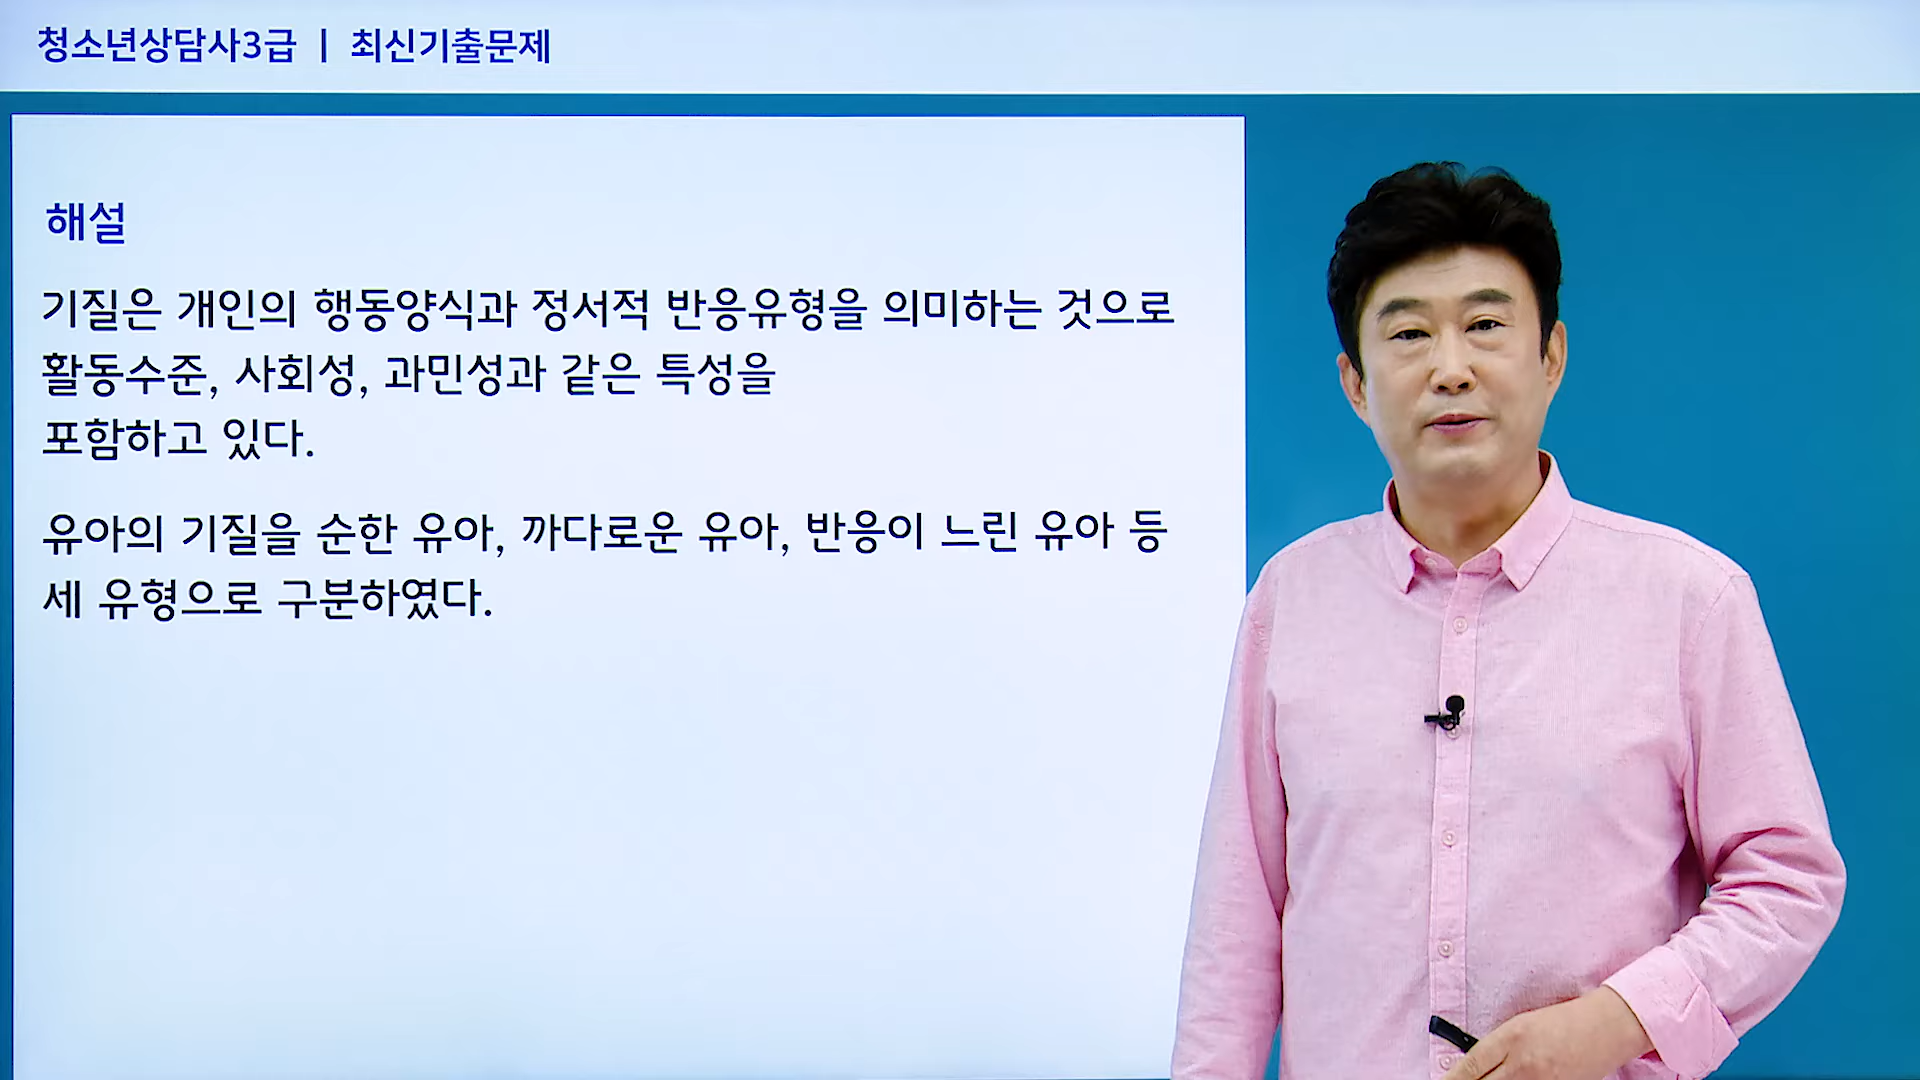 청소년상담사3급 | 최신기출문제
해설
기질은 개인의 행동양식과 정서적 반응유형을 의미하는 것으로
활동수준, 사회성, 과민성과 같은 특성을
포함하고 있다.
유아의 기질을 순한 유아, 까다로운 유아, 반응이 느린 유아 등
세 유형으로 구분하였다.